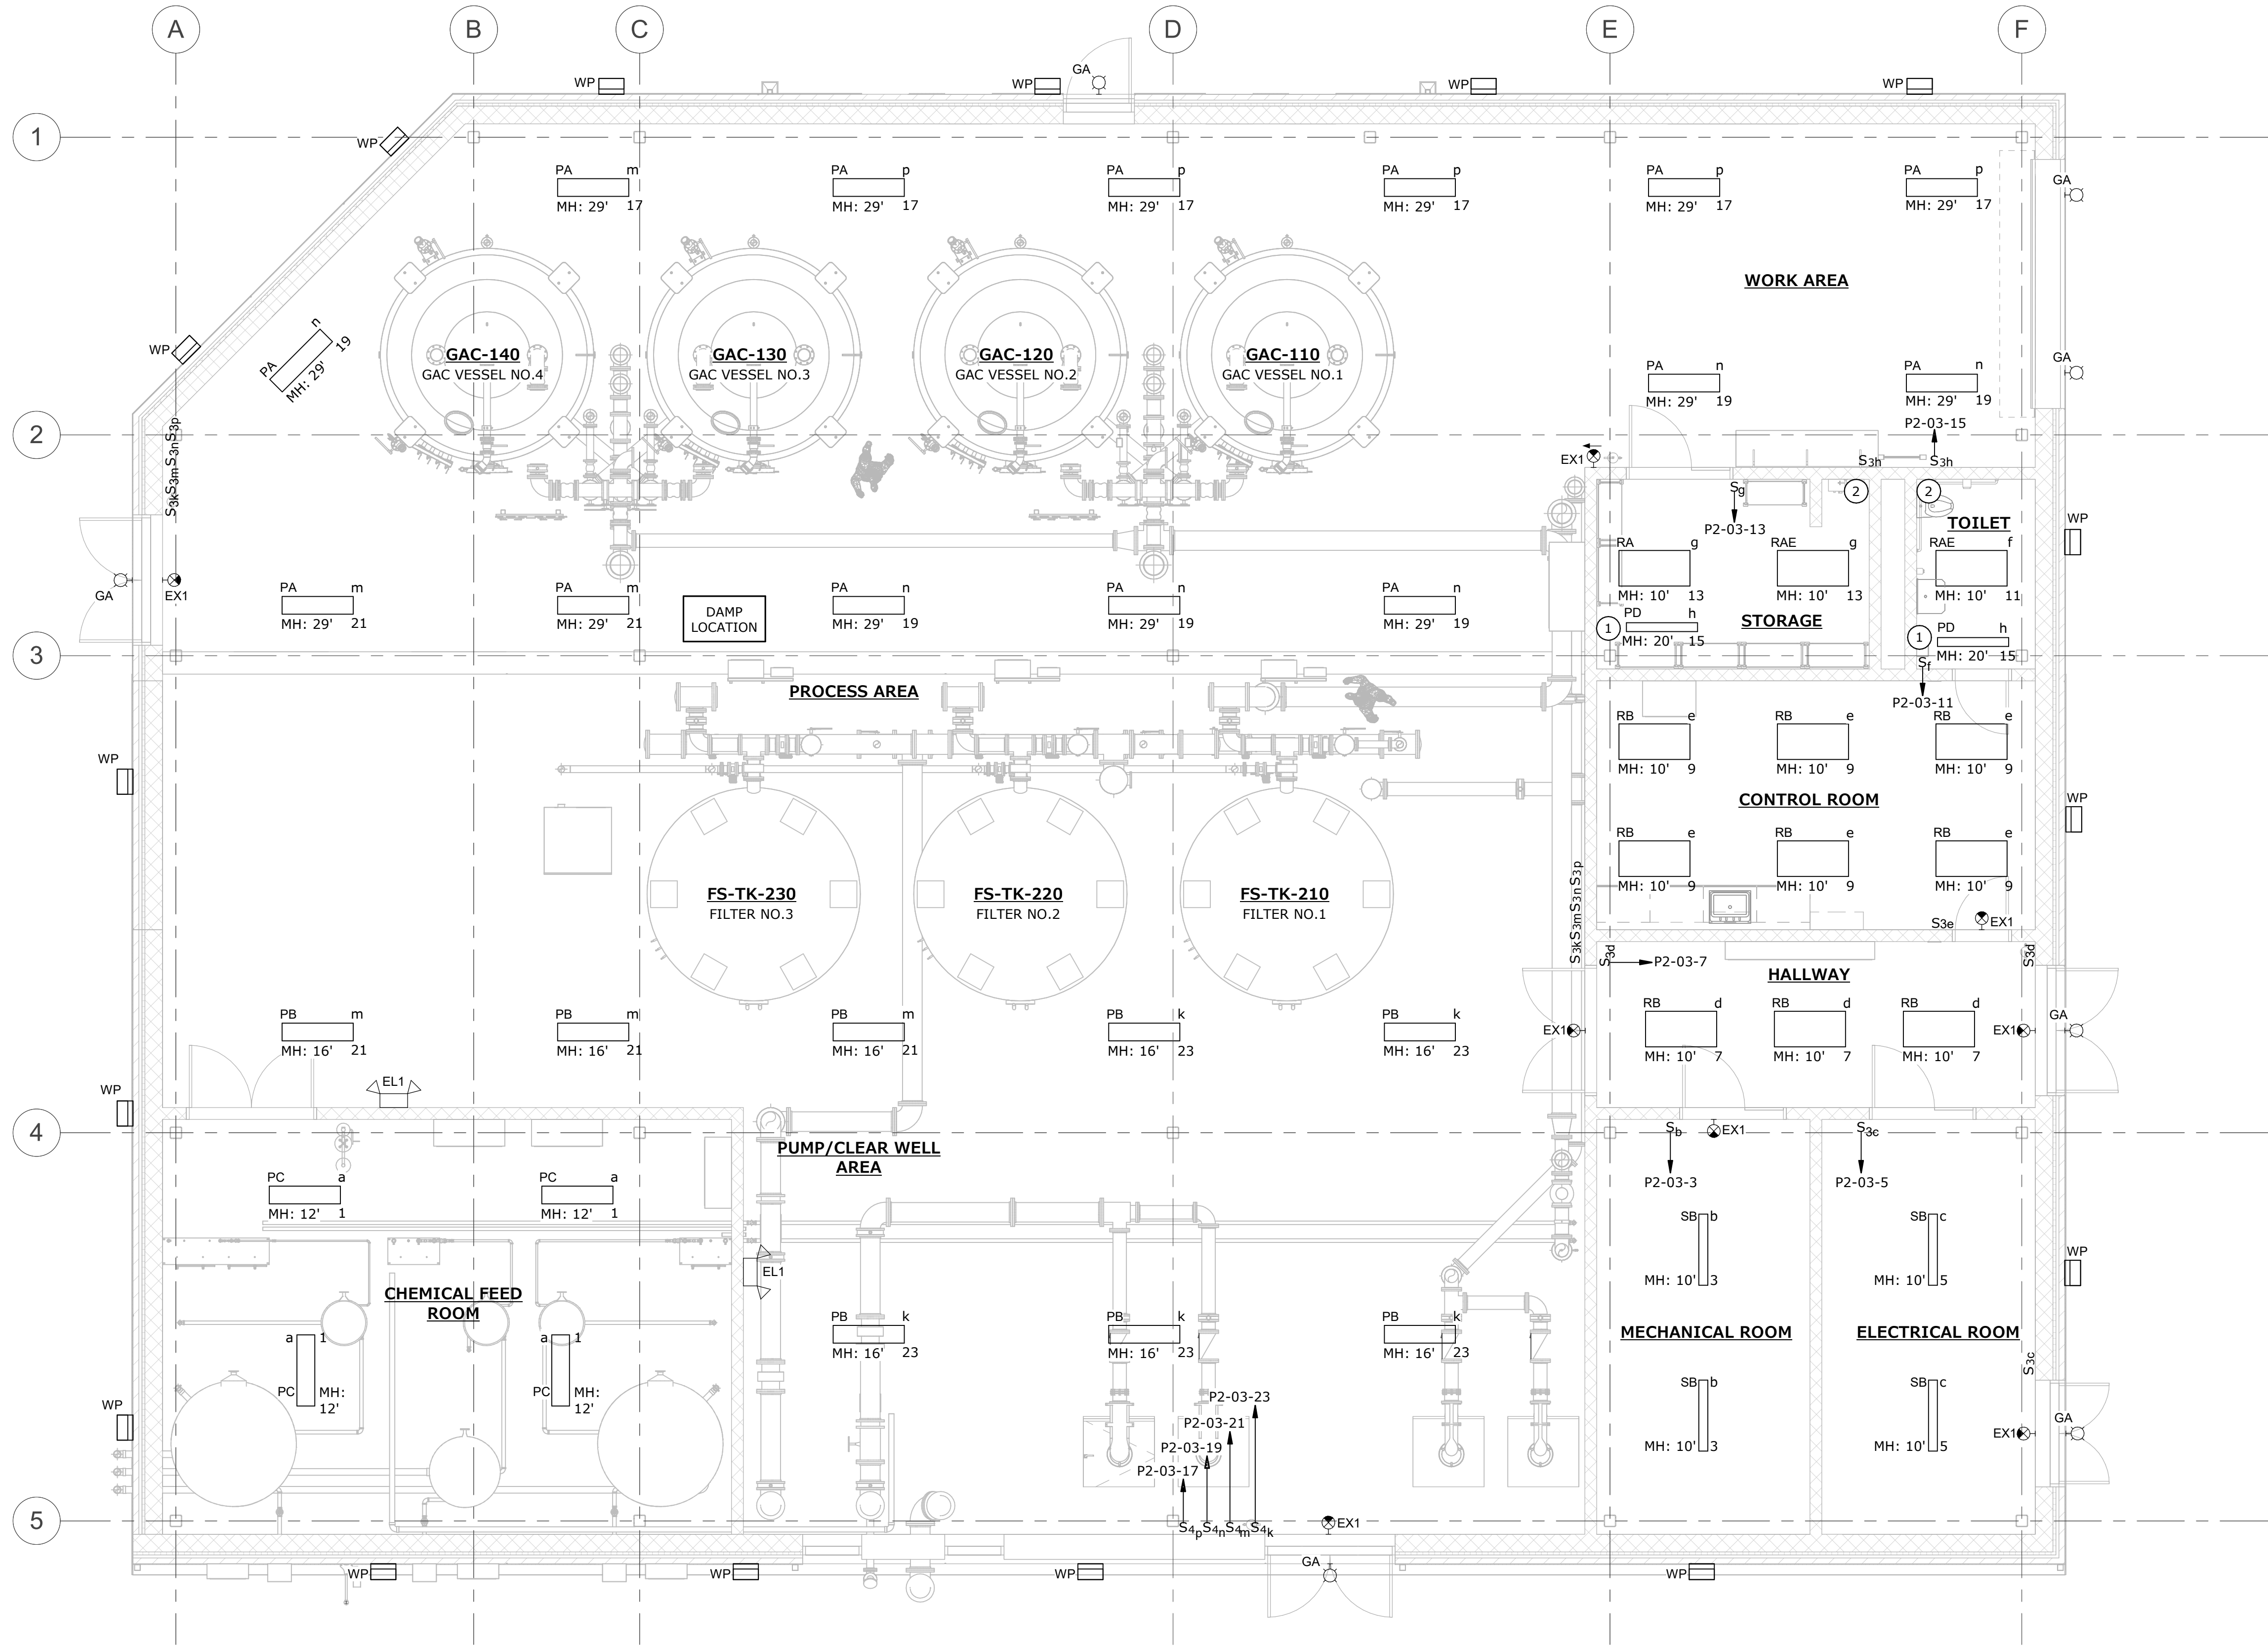 A
B
C
D
E
F
WP
WP
GA
WP
WP
1
WP
PA m
MH: 29' 17
PA p
MH: 29' 17
PA p
MH: 29' 17
PA p
MH: 29' 17
PA p
MH: 29' 17
PA p
MH: 29' 17
GA
WORK AREA
WP
PA n
MH: 29' 19
GAC-140
GAC VESSEL NO.4
GAC-130
GAC VESSEL NO.3
GAC-120
GAC VESSEL NO.2
GAC-110
GAC VESSEL NO.1
GA
PA n
MH: 29' 19
PA n
MH: 29' 19
2
S3kS3mS3nS3p
P2-03-15
EX1
S3h
S3h
Sg
2
2
P2-03-13
TOILET
WP
RA g
MH: 10' 13
RAE g
MH: 10' 13
RAE f
MH: 10' 11
GA
EX1
PA m
MH: 29' 21
PA m
MH: 29' 21
DAMP
LOCATION
PA n
MH: 29' 19
PA n
MH: 29' 19
PA n
MH: 29' 19
1
PD h
MH: 20' 15
STORAGE
1
PD h
MH: 20' 15
3
Sf
PROCESS AREA
P2-03-11
RB e
MH: 10' 9
RB e
MH: 10' 9
RB e
MH: 10' 9
WP
CONTROL ROOM
WP
RB e
MH: 10' 9
RB e
MH: 10' 9
RB e
MH: 10' 9
FS-TK-230
FILTER NO.3
FS-TK-220
FILTER NO.2
FS-TK-210
FILTER NO.1
S3kS3mS3nS3p
S3e
EX1
S3d
P2-03-7
S3d
HALLWAY
PB m
MH: 16' 21
PB m
MH: 16' 21
PB m
MH: 16' 21
PB k
MH: 16' 23
PB k
MH: 16' 23
EX1
RB d
MH: 10' 7
RB d
MH: 10' 7
RB d
MH: 10' 7
EX1
GA
WP
EL1
4
PUMP/CLEAR WELL
AREA
Sb
EX1
S3c
P2-03-3
P2-03-5
PC a
MH: 12' 1
PC a
MH: 12' 1
SB b
MH: 10' 3
SB c
MH: 10' 5
WP
EL1
CHEMICAL FEED
ROOM
PB k
MH: 16' 23
PB k
MH: 16' 23
PB k
MH: 16' 23
MECHANICAL ROOM
ELECTRICAL ROOM
a 1
PC MH:
12'
a 1
PC MH:
12'
S3c
SB b
MH: 10' 3
SB c
MH: 10' 5
WP
P2-03-23
P2-03-21
P2-03-19
P2-03-17
EX1
GA
5
S4pS4nS4mS4k
EX1
WP
WP
WP
GA
WP